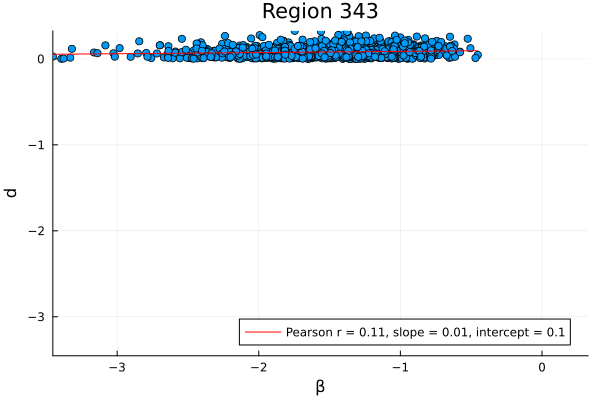 Region 343
d
0
−1
−2
−3
Pearson r = 0.11, slope = 0.01, intercept = 0.1
−3 −2 −1 0
β